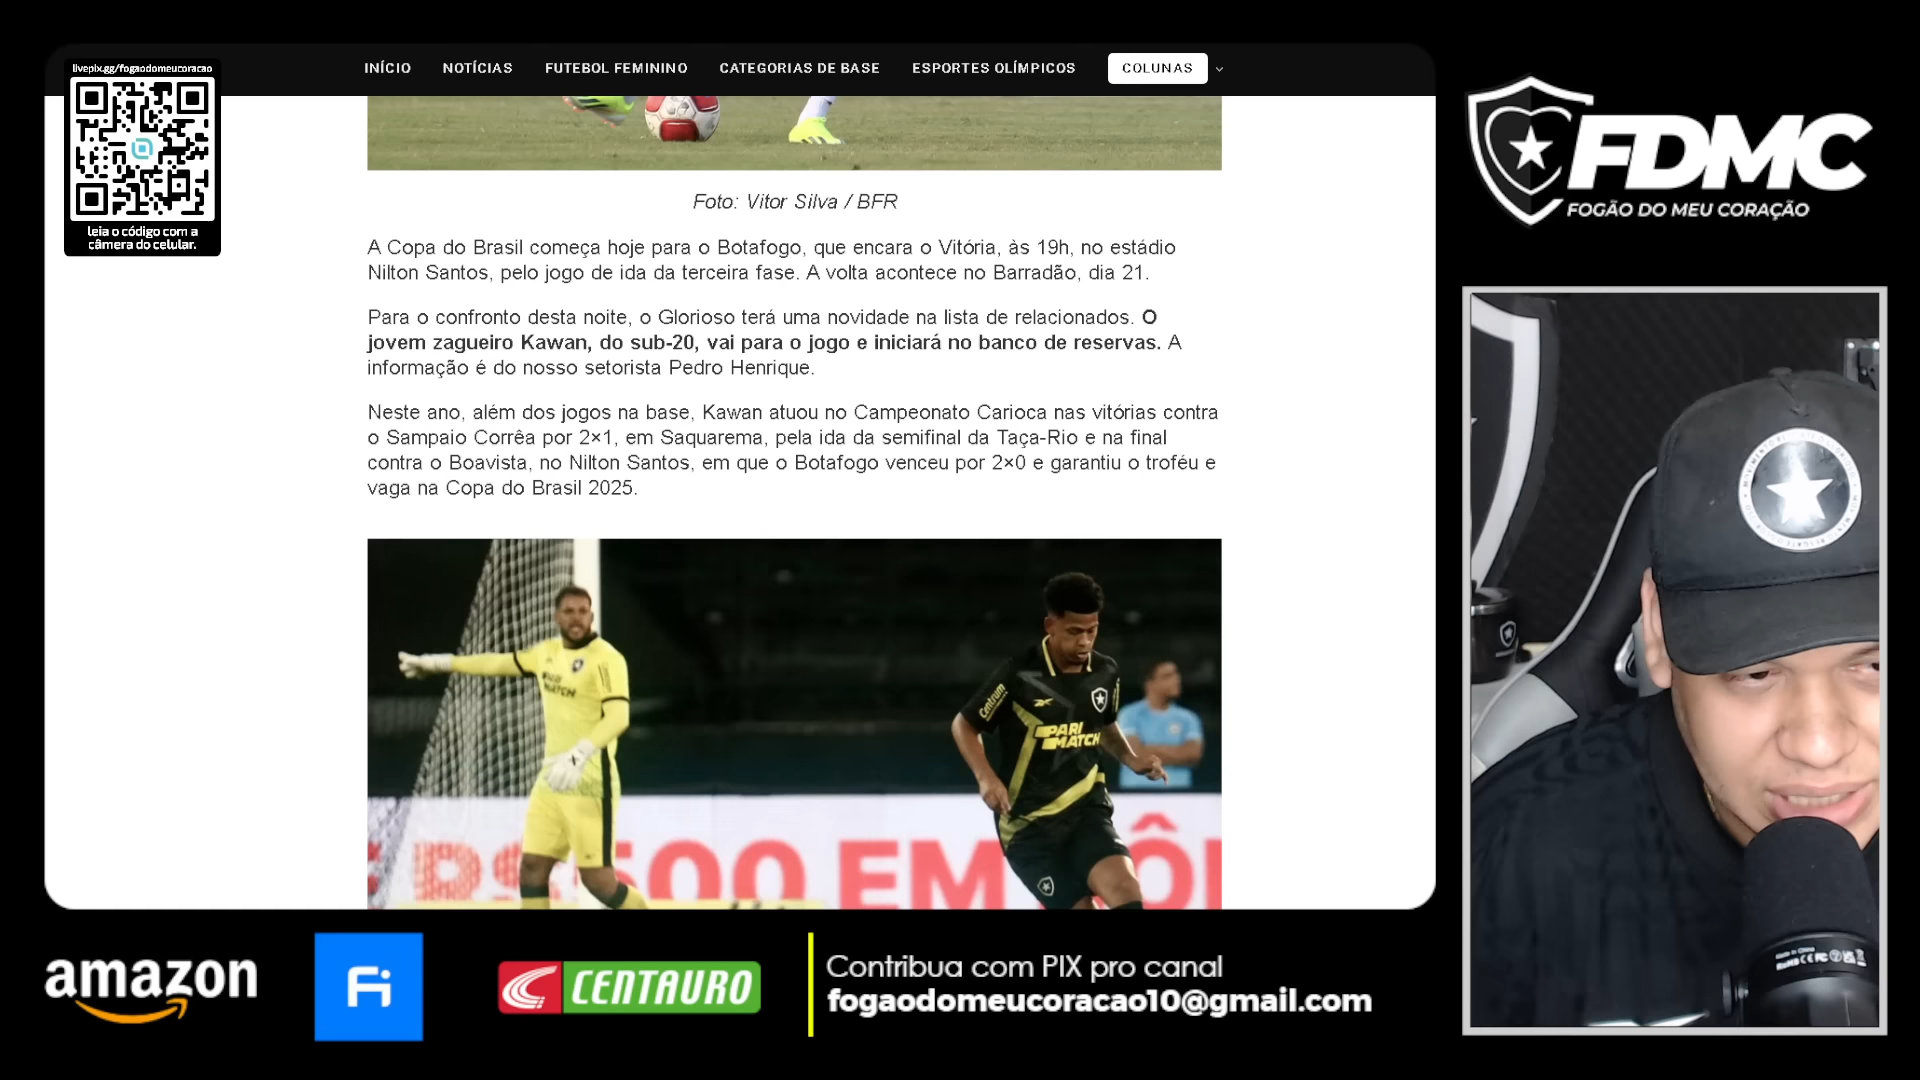 livepix.gg/fogaodomeucoracao
leia o código com a
câmera do celular.
INÍCIO NOTÍCIAS FUTEBOL FEMININO CATEGORIAS DE BASE ESPORTES OLÍMPICOS COLUNAS
Foto: Vitor Silva / BFR
A Copa do Brasil começa hoje para o Botafogo, que encara o Vitória, às 19h, no estádio
Nilton Santos, pelo jogo de ida da terceira fase. A volta acontece no Barradão, dia 21.
Para o confronto desta noite, o Glorioso terá uma novidade na lista de relacionados. O
jovem zagueiro Kawan, do sub-20, vai para o jogo e iniciará no banco de reservas. A
informação é do nosso setorista Pedro Henrique.
Neste ano, além dos jogos na base, Kawan atuou no Campeonato Carioca nas vitórias contra
o Sampaio Corrêa por 2×1, em Saquarema, pela ida da semifinal da Taça-Rio e na final
contra o Boavista, no Nilton Santos, em que o Botafogo venceu por 2×0 e garantiu o troféu e
vaga na Copa do Brasil 2025.
Centrum
PARI
MATCH
MATCH
R$500 EM
FDMC
FOGÃO DO MEU CORAÇÃO
amazon
Fi
CENTAURO
Contribua com PIX pro canal
fogaodomeucoracao10@gmail.com